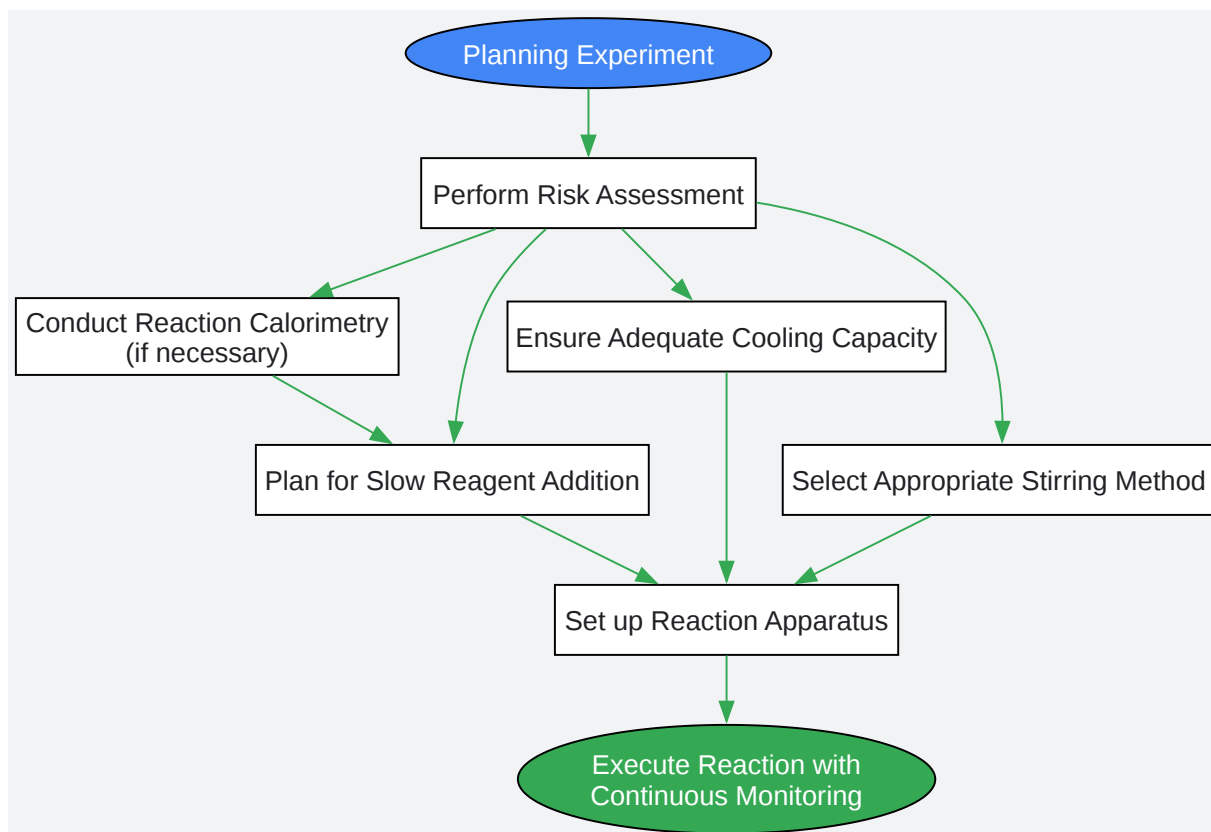 Planning Experiment
Perform Risk Assessment
Conduct Reaction Calorimetry
(if necessary)
Ensure Adequate Cooling Capacity
Plan for Slow Reagent Addition
Select Appropriate Stirring Method
Set up Reaction Apparatus
Execute Reaction with
Continuous Monitoring